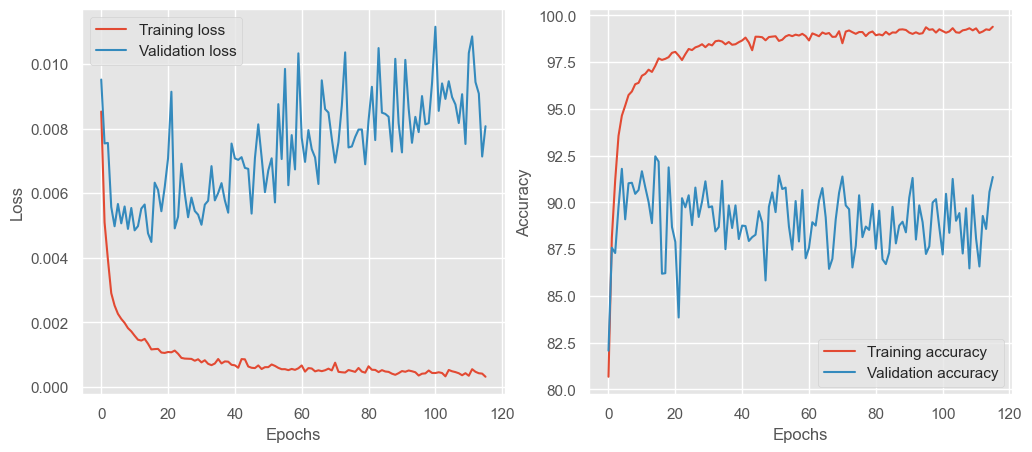 Training loss
Validation loss
0.010
0.008
0.006
0.004
0.002
0.000
Loss
0 20 40 60 80 100 120
Epochs
100.0
97.5
95.0
92.5
90.0
87.5
85.0
82.5
80.0
Accuracy
Training accuracy
Validation accuracy
0 20 40 60 80 100 120
Epochs